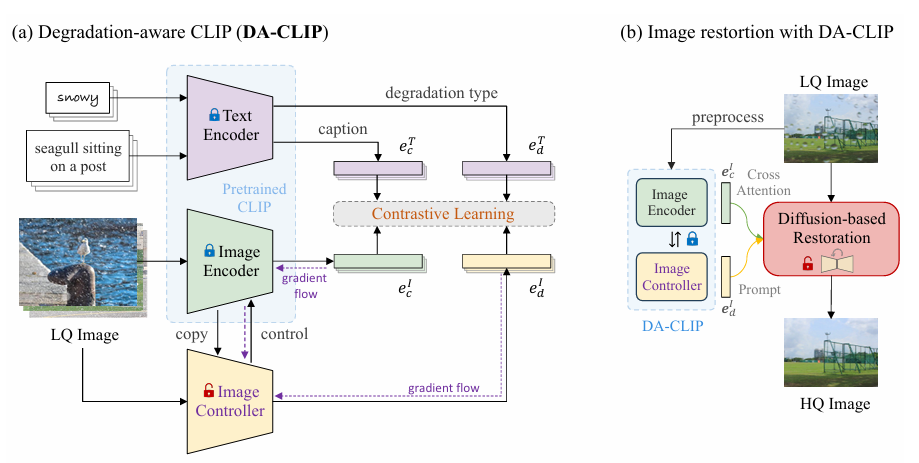 (a) Degradation-aware CLIP (DA-CLIP)
snowy
seagull sitting
on a post
Text
Encoder
degradation type
caption
e_c^T
e_d^T
Pretrained
CLIP
Contrastive Learning
Image
Encoder
gradient
flow
e_c^I
e_d^I
LQ Image
copy
control
Image
Controller
gradient flow
(b) Image restortion with DA-CLIP
LQ Image
preprocess
e_c^I
Cross
Attention
Image
Encoder
Diffusion-based
Restoration
Image
Controller
Prompt
e_d^I
DA-CLIP
HQ Image